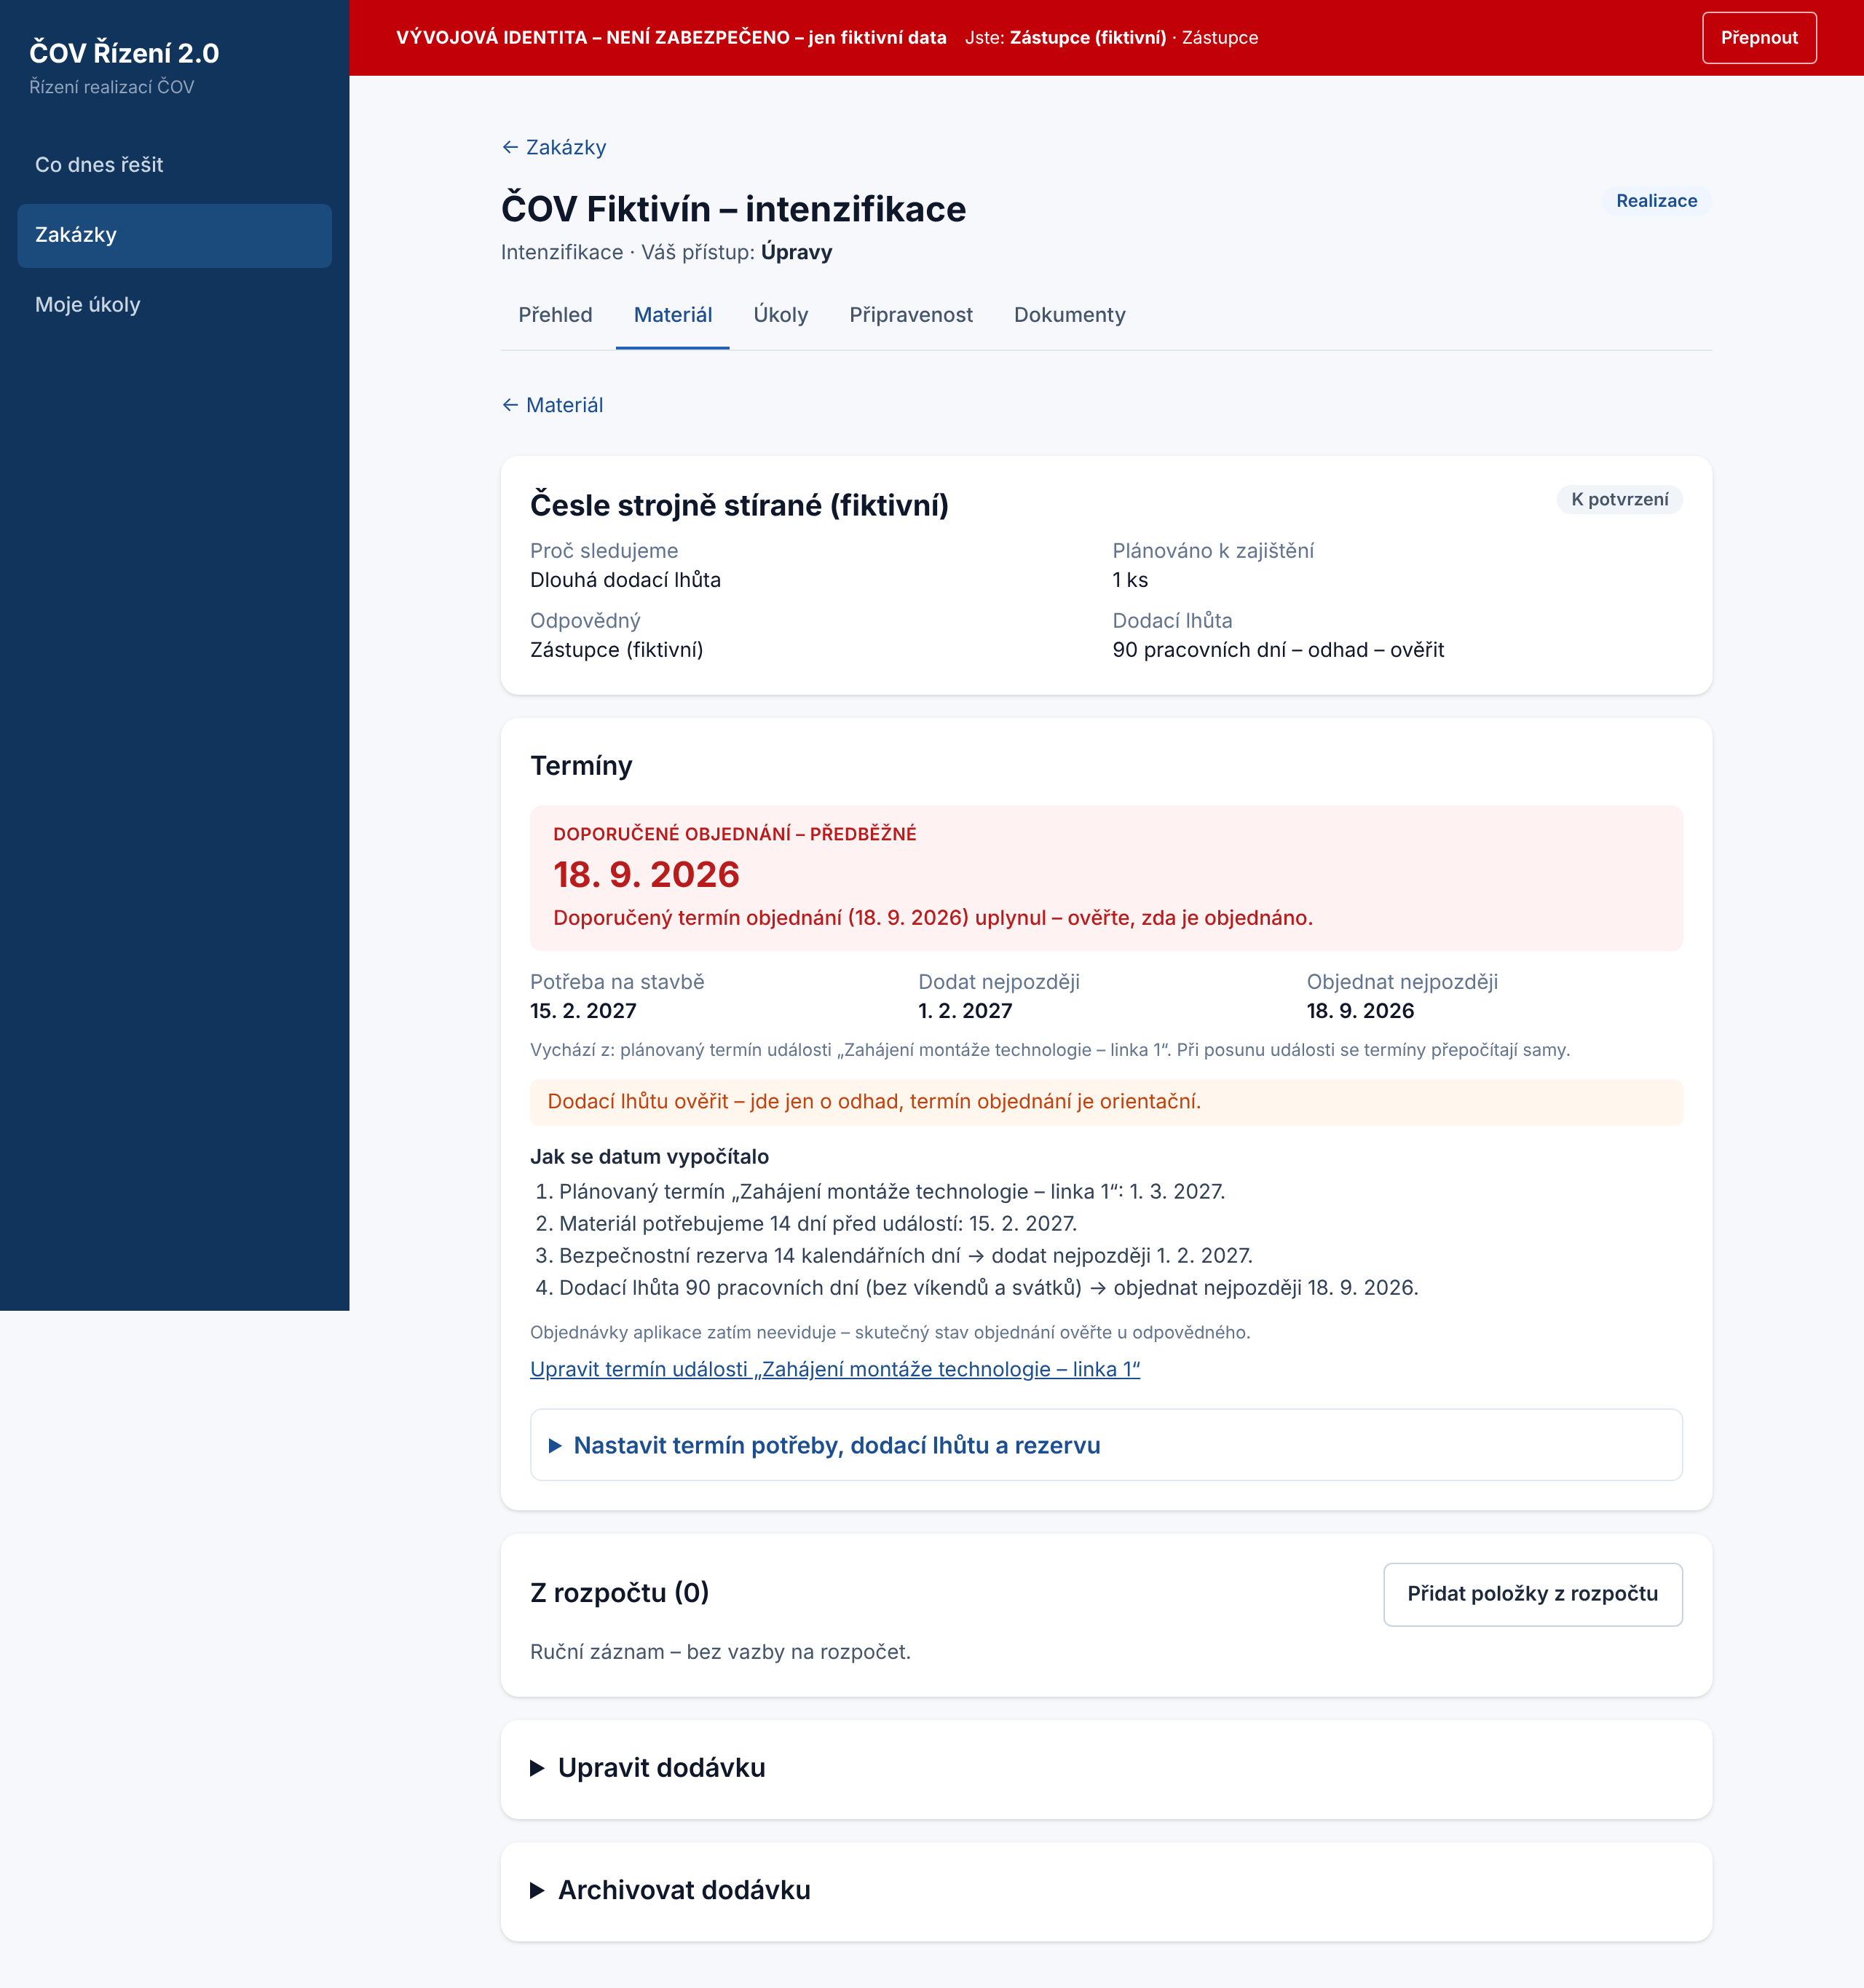 ČOV Řízení 2.0
Řízení realizací ČOV
Co dnes řešit
Zakázky
Moje úkoly
VÝVOJOVÁ IDENTITA – NENÍ ZABEZPEČENO – jen fiktivní data Jste: Zástupce (fiktivní) · Zástupce
Přepnout
← Zakázky
ČOV Fiktivín – intenzifikace
Realizace
Intenzifikace · Váš přístup: Úpravy
Přehled Materiál Úkoly Připravenost Dokumenty
← Materiál
Česle strojně stírané (fiktivní)
K potvrzení
Proč sledujeme
Dlouhá dodací lhůta
Plánováno k zajištění
1 ks
Odpovědný
Zástupce (fiktivní)
Dodací lhůta
90 pracovních dní – odhad – ověřit
Termíny
DOPORUČENÉ OBJEDNÁNÍ – PŘEDBĚŽNÉ
18. 9. 2026
Doporučený termín objednání (18. 9. 2026) uplynul – ověřte, zda je objednáno.
Potřeba na stavbě
15. 2. 2027
Dodat nejpozději
1. 2. 2027
Objednat nejpozději
18. 9. 2026
Vychází z: plánovaný termín události „Zahájení montáže technologie – linka 1“. Při posunu události se termíny přepočítají samy.
Dodací lhůtu ověřit – jde jen o odhad, termín objednání je orientační.
Jak se datum vypočítalo
1. Plánovaný termín „Zahájení montáže technologie – linka 1“: 1. 3. 2027.
2. Materiál potřebujeme 14 dní před událostí: 15. 2. 2027.
3. Bezpečnostní rezerva 14 kalendářních dní → dodat nejpozději 1. 2. 2027.
4. Dodací lhůta 90 pracovních dní (bez víkendů a svátků) → objednat nejpozději 18. 9. 2026.
Objednávky aplikace zatím neeviduje – skutečný stav objednání ověřte u odpovědného.
Upravit termín události „Zahájení montáže technologie – linka 1“
▶ Nastavit termín potřeby, dodací lhůtu a rezervu
Z rozpočtu (0)
Přidat položky z rozpočtu
Ruční záznam – bez vazby na rozpočet.
▶ Upravit dodávku
▶ Archivovat dodávku